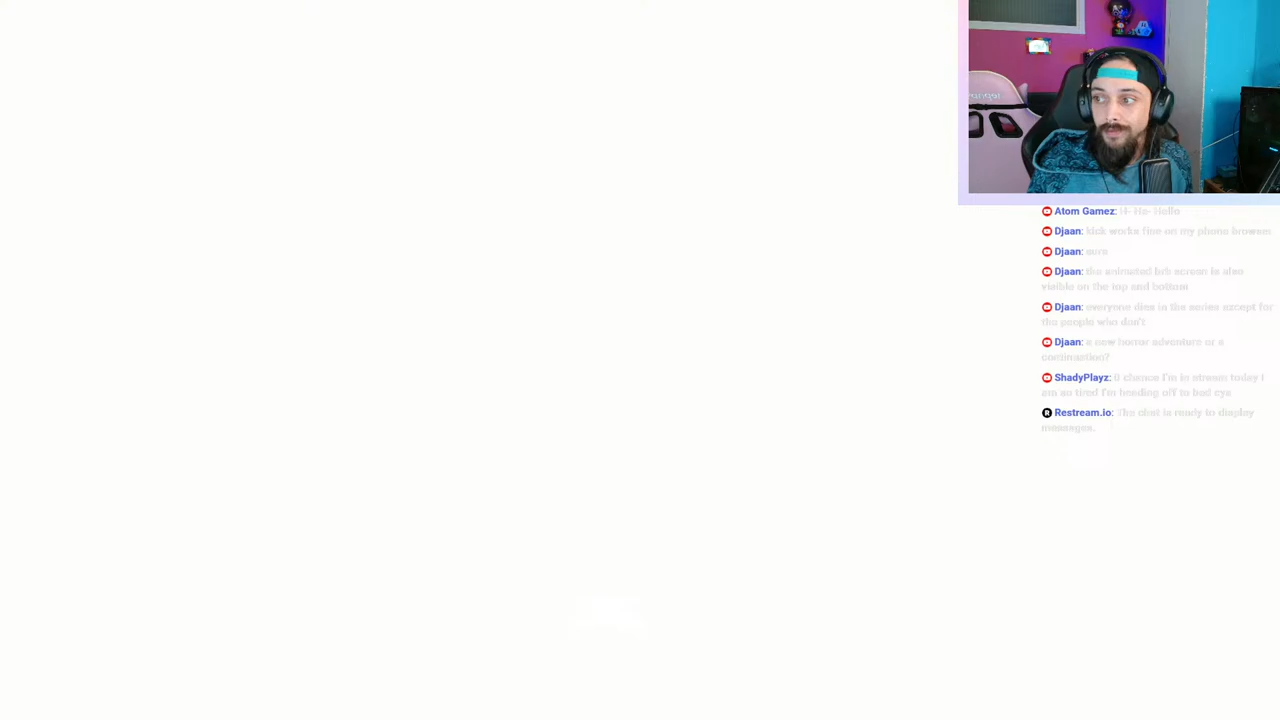 Atom Gamez: H- He- Hello
Djaan: kick works fine on my phone browser
Djaan: sure
Djaan: the animated brb screen is also
visible on the top and bottom
Djaan: everyone dies in the series except for
the people who don't
Djaan: a new horror adventure or a
continuation?
ShadyPlayz: 0 chance I'm in stream today I
am so tired I'm heading off to bed cya
Restream.io: The chat is ready to display
messages.